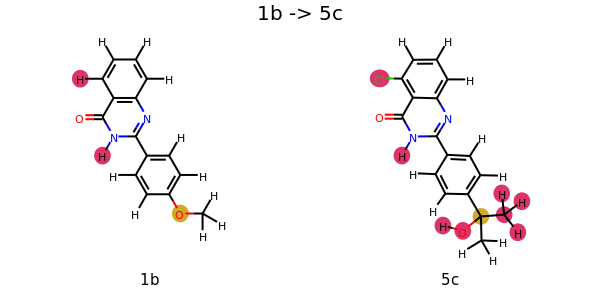 1b -> 5c
H H H H
H H H
O N O N
N H N H
H H
H H H H
H H H
H O H
H H O H
H H
H H
1b 5c